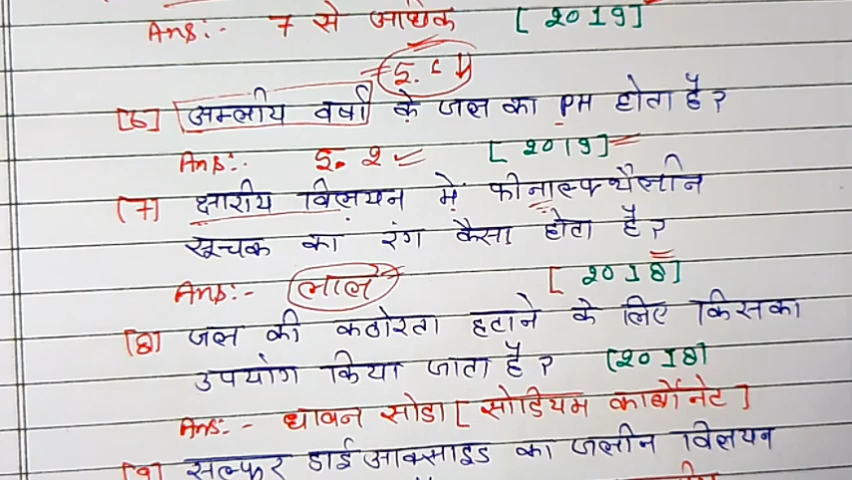 Ans:- 7 से अधिक [2019]
5.6
[6] अम्लीय वर्षा के जल का PH होता है?
Ans:- 5.2 [2019]
[7] क्षारीय विलयन में फीनाल्फ्थैलीन
सूचक का रंग कैसा होता है?
Ans:- लाल [2018]
[8] जल की कठोरता हटाने के लिए किसका
उपयोग किया जाता है? [2018]
Ans:- धावन सोडा [सोडियम कार्बोनेट]
[9] सल्फर डाईआक्साइड का जलीन विलयन